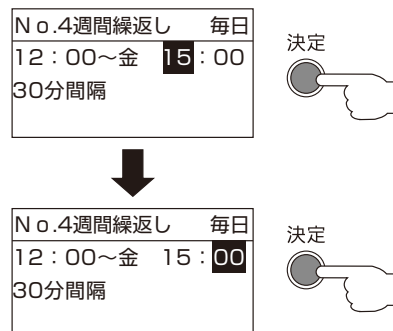 No.4週間繰返し　毎日
12：00～金　15：00
30分間隔
決定
No.4週間繰返し　毎日
12：00～金　15：00
30分間隔
決定